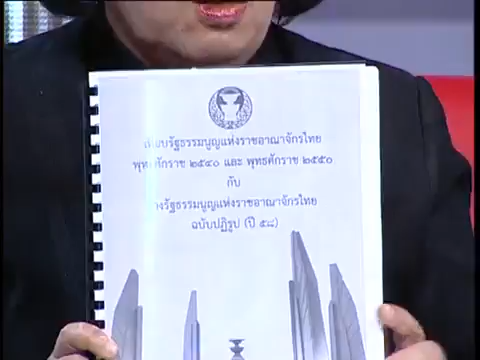 รัฐธรรมนูญแห่งราชอาณาจักรไทย
พุทธศักราช ๒๕๔๐ และ พุทธศักราช ๒๕๕๐
กับ
ร่างรัฐธรรมนูญแห่งราชอาณาจักรไทย
ฉบับปฏิรูป (ปี ๕๘)